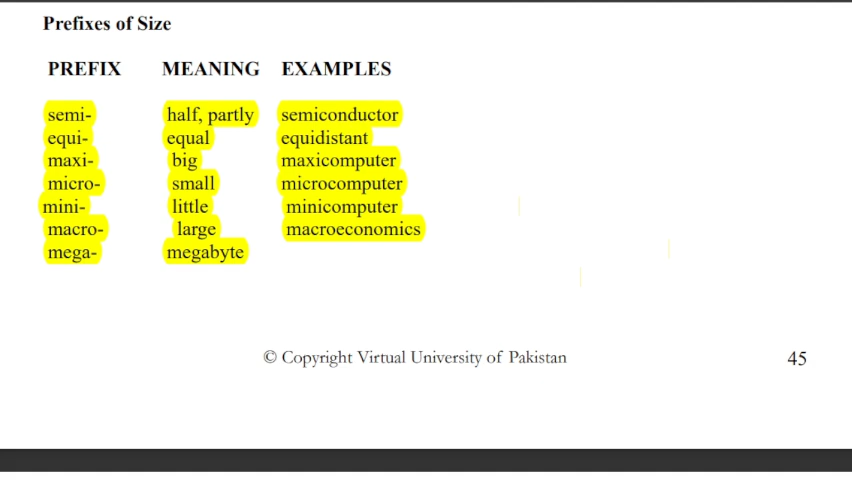 Prefixes of Size
PREFIX MEANING EXAMPLES
semi- half, partly semiconductor
equi- equal equidistant
maxi- big maxicomputer
micro- small microcomputer
mini- little minicomputer
macro- large macroeconomics
mega- megabyte
© Copyright Virtual University of Pakistan 45